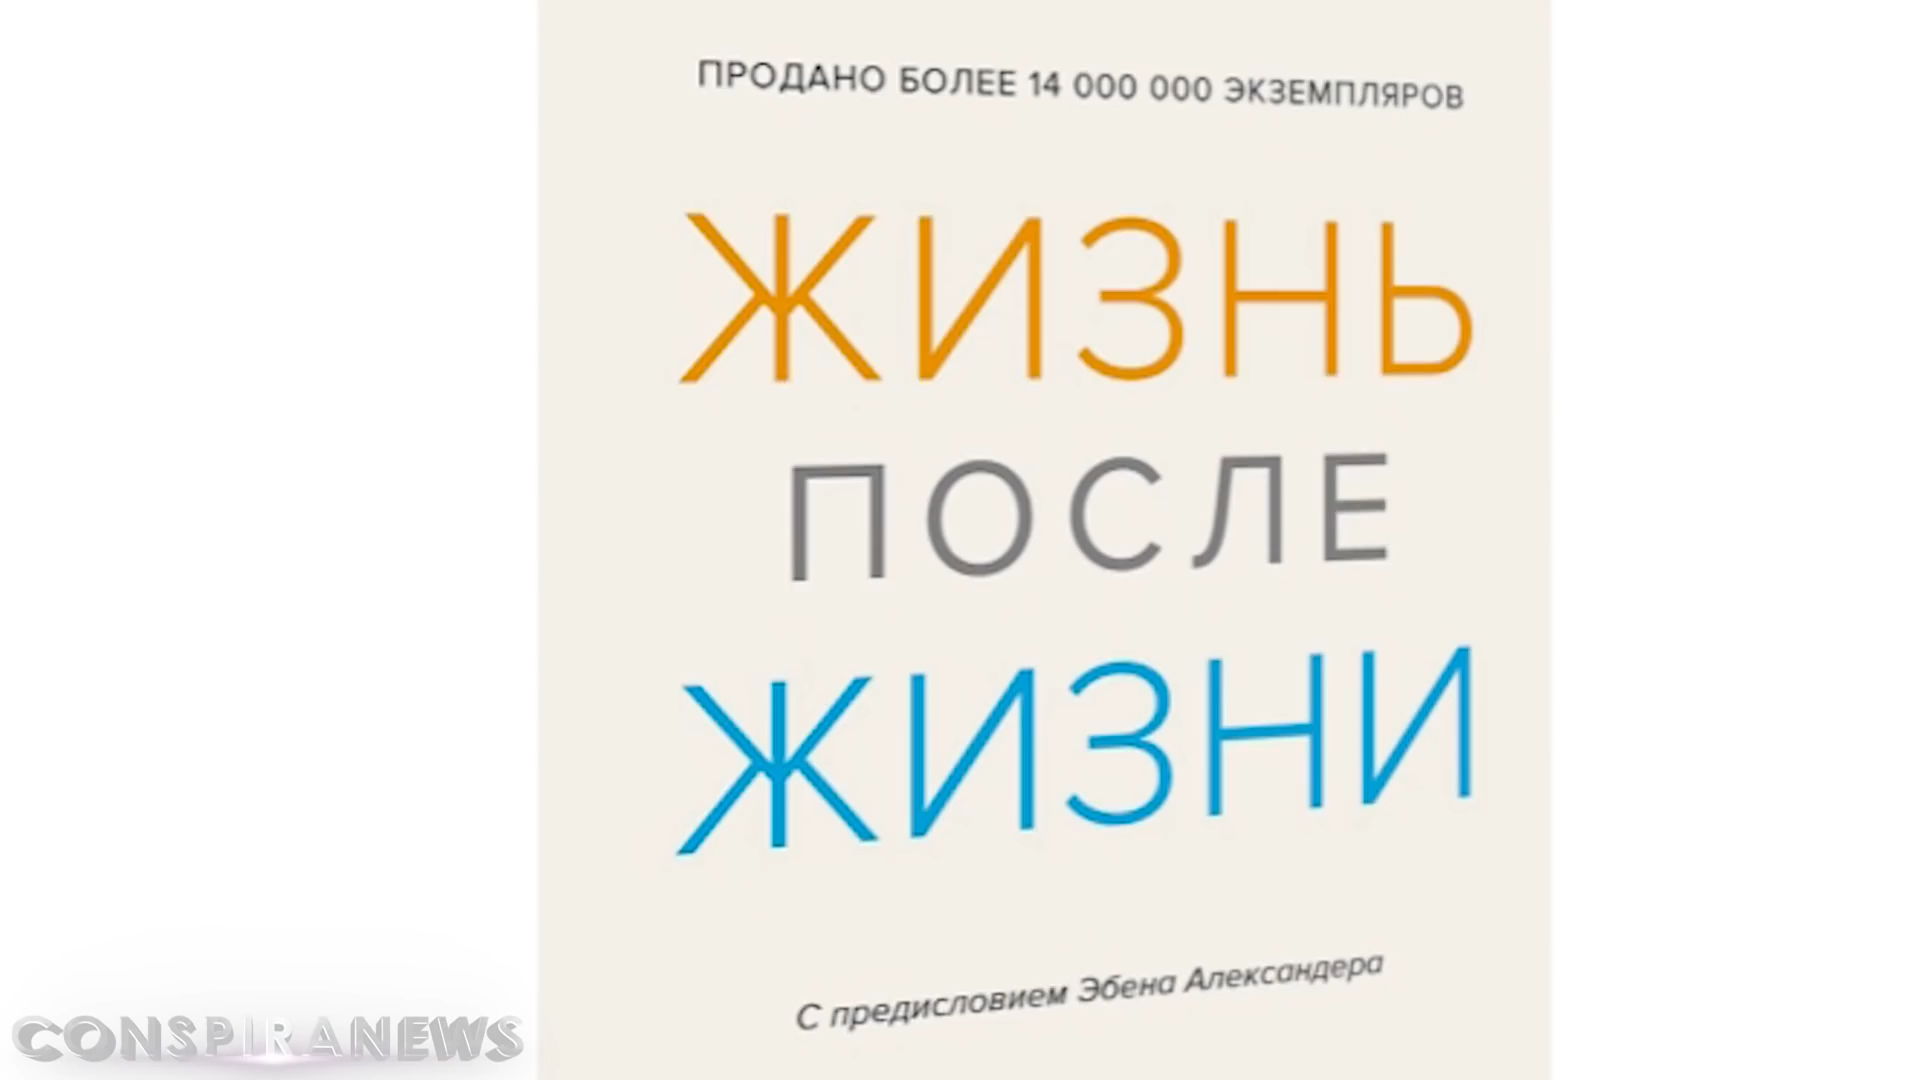 ПРОДАНО БОЛЕЕ 14 000 000 ЭКЗЕМПЛЯРОВ
ЖИЗНЬ
ПОСЛЕ
ЖИЗНИ
С предисловием Эбена Александера
CONSPIRANEWS